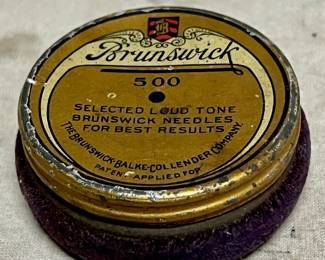 Brunswick
500
SELECTED LOUD TONE
BRUNSWICK NEEDLES
FOR BEST RESULTS
THE BRUNSWICK-BALKE-COLLENDER COMPANY.
PATENT APPLIED FOR